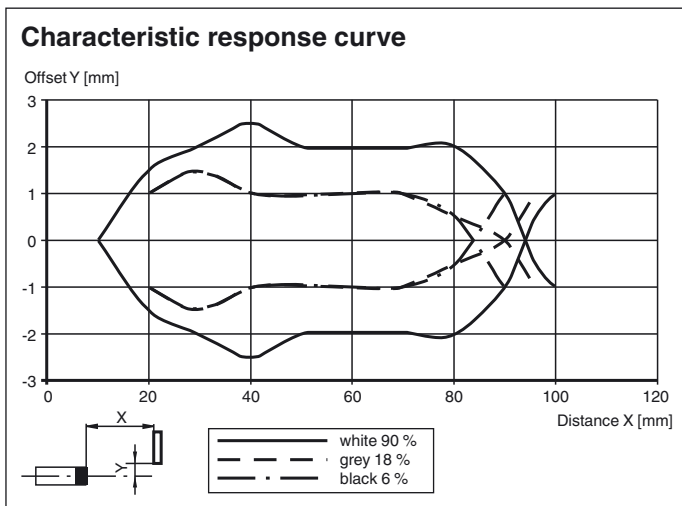 Characteristic response curve
Offset Y [mm]
3
2
1
0
-1
-2
-3
0 20 40 60 80 100 120
Distance X [mm]
X
Y
white 90 %
grey 18 %
black 6 %